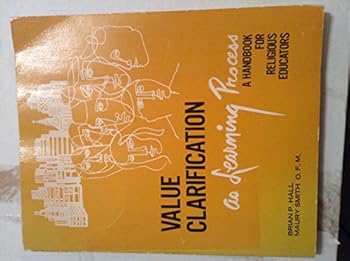 VALUE
CLARIFICATION
as Learning Process
A HANDBOOK
FOR
RELIGIOUS
EDUCATORS
BRIAN P. HALL
MAURY SMITH O. F. M.